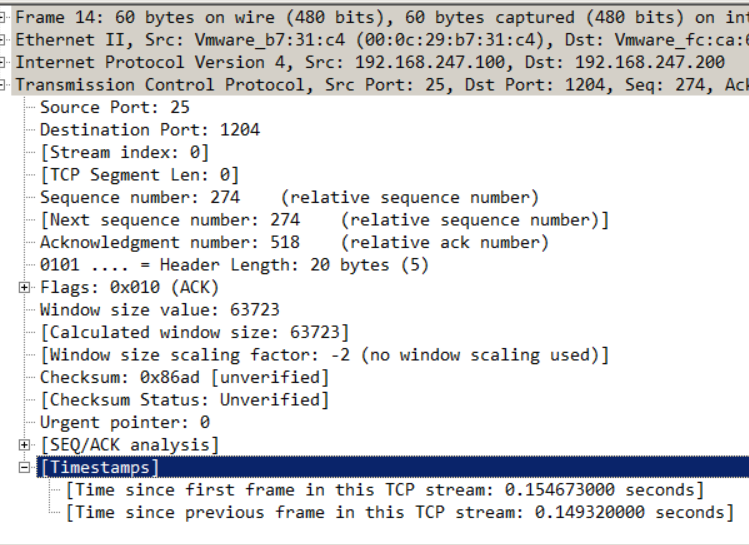 Frame 14: 60 bytes on wire (480 bits), 60 bytes captured (480 bits) on int
Ethernet II, Src: Vmware_b7:31:c4 (00:0c:29:b7:31:c4), Dst: Vmware_fc:ca:6
Internet Protocol Version 4, Src: 192.168.247.100, Dst: 192.168.247.200
Transmission Control Protocol, Src Port: 25, Dst Port: 1204, Seq: 274, Ack
Source Port: 25
Destination Port: 1204
[Stream index: 0]
[TCP Segment Len: 0]
Sequence number: 274 (relative sequence number)
[Next sequence number: 274 (relative sequence number)]
Acknowledgment number: 518 (relative ack number)
0101 .... = Header Length: 20 bytes (5)
Flags: 0x010 (ACK)
Window size value: 63723
[Calculated window size: 63723]
[Window size scaling factor: -2 (no window scaling used)]
Checksum: 0x86ad [unverified]
[Checksum Status: Unverified]
Urgent pointer: 0
[SEQ/ACK analysis]
[Timestamps]
[Time since first frame in this TCP stream: 0.154673000 seconds]
[Time since previous frame in this TCP stream: 0.149320000 seconds]